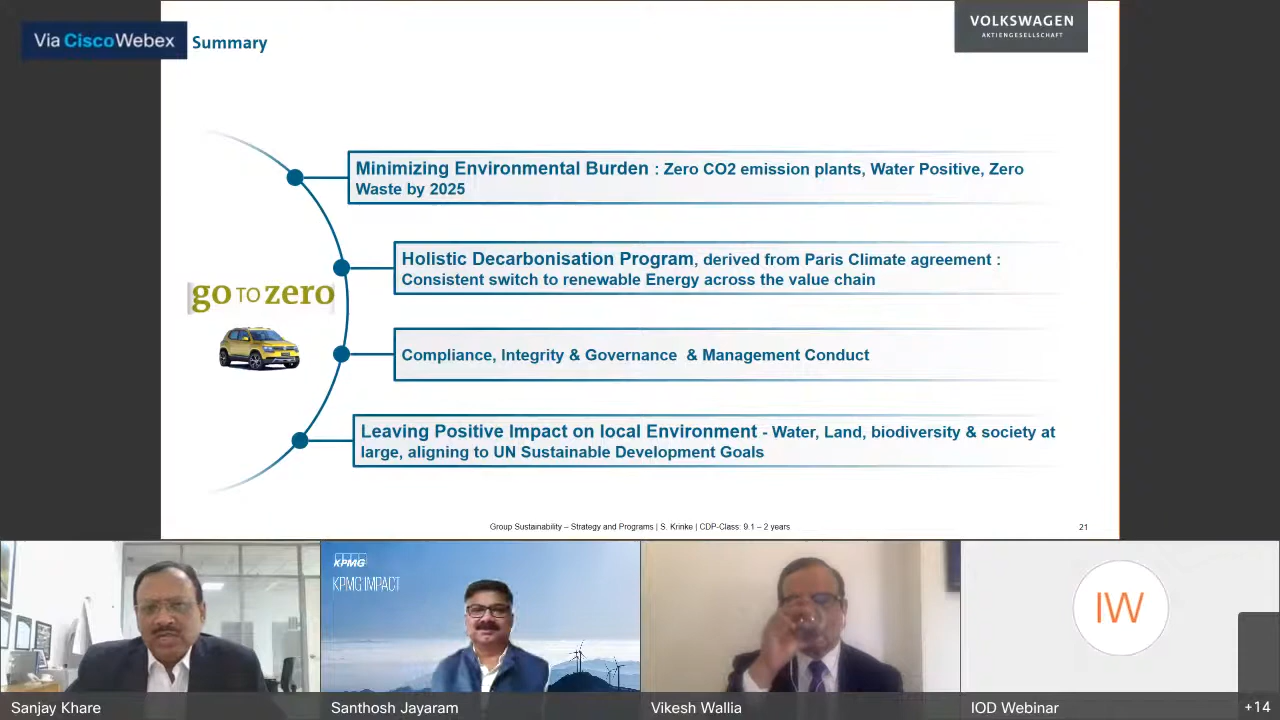 Via CiscoWebex
Summary
VOLKSWAGEN
AKTIENGESELLSCHAFT
Minimizing Environmental Burden : Zero CO2 emission plants, Water Positive, Zero
Waste by 2025
Holistic Decarbonisation Program, derived from Paris Climate agreement :
Consistent switch to renewable Energy across the value chain
go TO zero
Compliance, Integrity & Governance & Management Conduct
Leaving Positive Impact on local Environment - Water, Land, biodiversity & society at
large, aligning to UN Sustainable Development Goals
Group Sustainability – Strategy and Programs | S. Krinke | CDP-Class: 9.1 – 2 years
21
KPMG
KPMG IMPACT
IW
Sanjay Khare
Santhosh Jayaram
Vikesh Wallia
IOD Webinar
+14